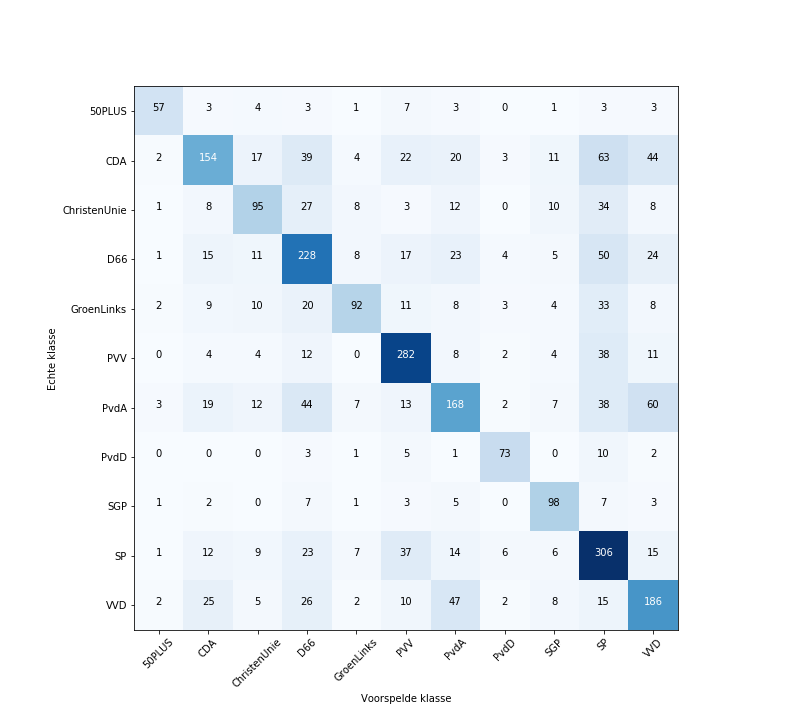 50PLUS 57 3 4 3 1 7 3 0 1 3 3
CDA 2 154 17 39 4 22 20 3 11 63 44
ChristenUnie 1 8 95 27 8 3 12 0 10 34 8
D66 1 15 11 228 8 17 23 4 5 50 24
GroenLinks 2 9 10 20 92 11 8 3 4 33 8
PVV 0 4 4 12 0 282 8 2 4 38 11
PvdA 3 19 12 44 7 13 168 2 7 38 60
PvdD 0 0 0 3 1 5 1 73 0 10 2
SGP 1 2 0 7 1 3 5 0 98 7 3
SP 1 12 9 23 7 37 14 6 6 306 15
VVD 2 25 5 26 2 10 47 2 8 15 186
50PLUS CDA ChristenUnie D66 GroenLinks PVV PvdA PvdD SGP SP VVD
Echte klasse
Voorspelde klasse